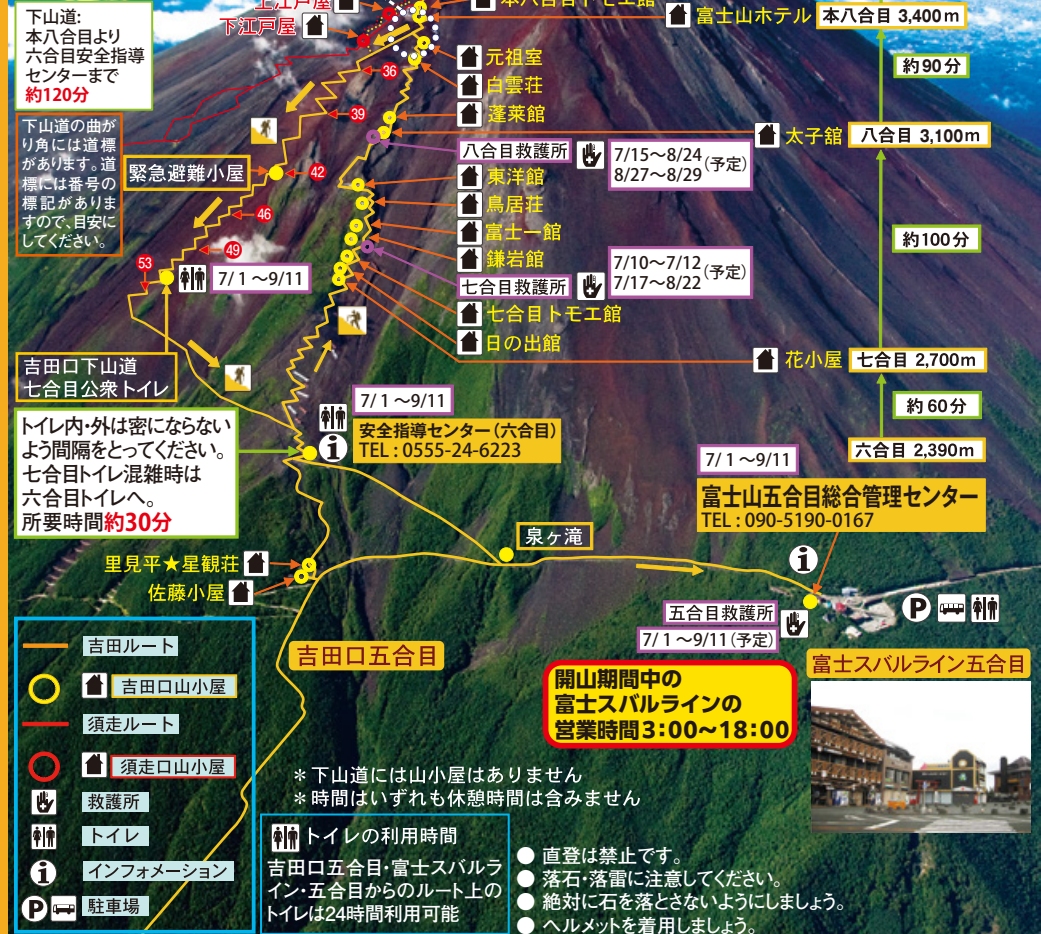 上江戸屋
下江戸屋
本八合目トモエ館
富士山ホテル
本八合目 3,400m
下山道:
本八合目より
六合目安全指導
センターまで
約120分
下山道の曲が
り角には道標
があります。道
標には番号の
標記がありま
すので、目安に
してください。
36
39
42
46
49
53
緊急避難小屋
元祖室
白雲荘
蓬莱館
約90分
太子舘
八合目 3,100m
八合目救護所
7/15～8/24
8/27～8/29
(予定)
東洋館
鳥居荘
富士一館
鎌岩館
約100分
七合目救護所
7/10～7/12
7/17～8/22
(予定)
七合目トモエ館
日の出館
花小屋
七合目 2,700m
約60分
六合目 2,390m
7/1～9/11
吉田口下山道
七合目公衆トイレ
トイレ内・外は密にならない
よう間隔をとってください。
七合目トイレ混雑時は
六合目トイレへ。
所要時間約30分
7/1～9/11
安全指導センター(六合目)
TEL:0555-24-6223
7/1～9/11
富士山五合目総合管理センター
TEL:090-5190-0167
泉ヶ滝
里見平★星観荘
佐藤小屋
五合目救護所
7/1～9/11(予定)
P
吉田口五合目
富士スバルライン五合目
開山期間中の
富士スバルラインの
営業時間3:00～18:00
吉田ルート
吉田口山小屋
須走ルート
須走口山小屋
救護所
トイレ
インフォメーション
P
駐車場
＊下山道には山小屋はありません
＊時間はいずれも休憩時間は含みません
トイレの利用時間
吉田口五合目・富士スバルラ
イン・五合目からのルート上の
トイレは24時間利用可能
● 直登は禁止です。
● 落石・落雷に注意してください。
● 絶対に石を落とさないようにしましょう。
● ヘルメットを着用しましょう。